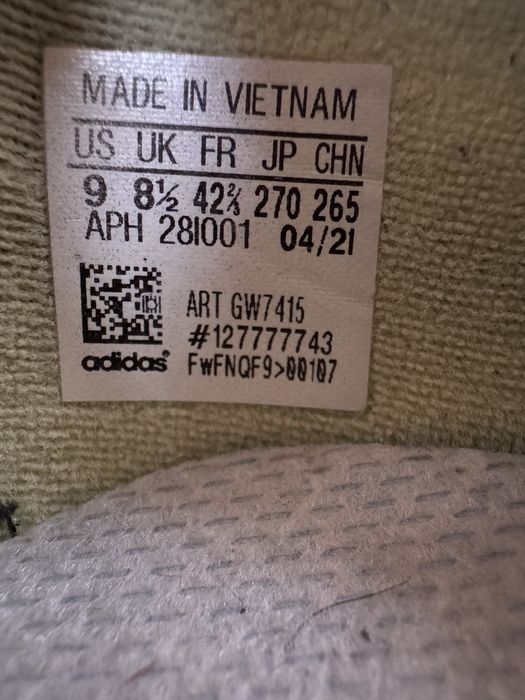 MADE IN VIETNAM
US UK FR JP CHN
9 8½ 42⅔ 270 265
APH 281001 04/21
ART GW7415
#127777743
adidas® FwFNQF9>00107